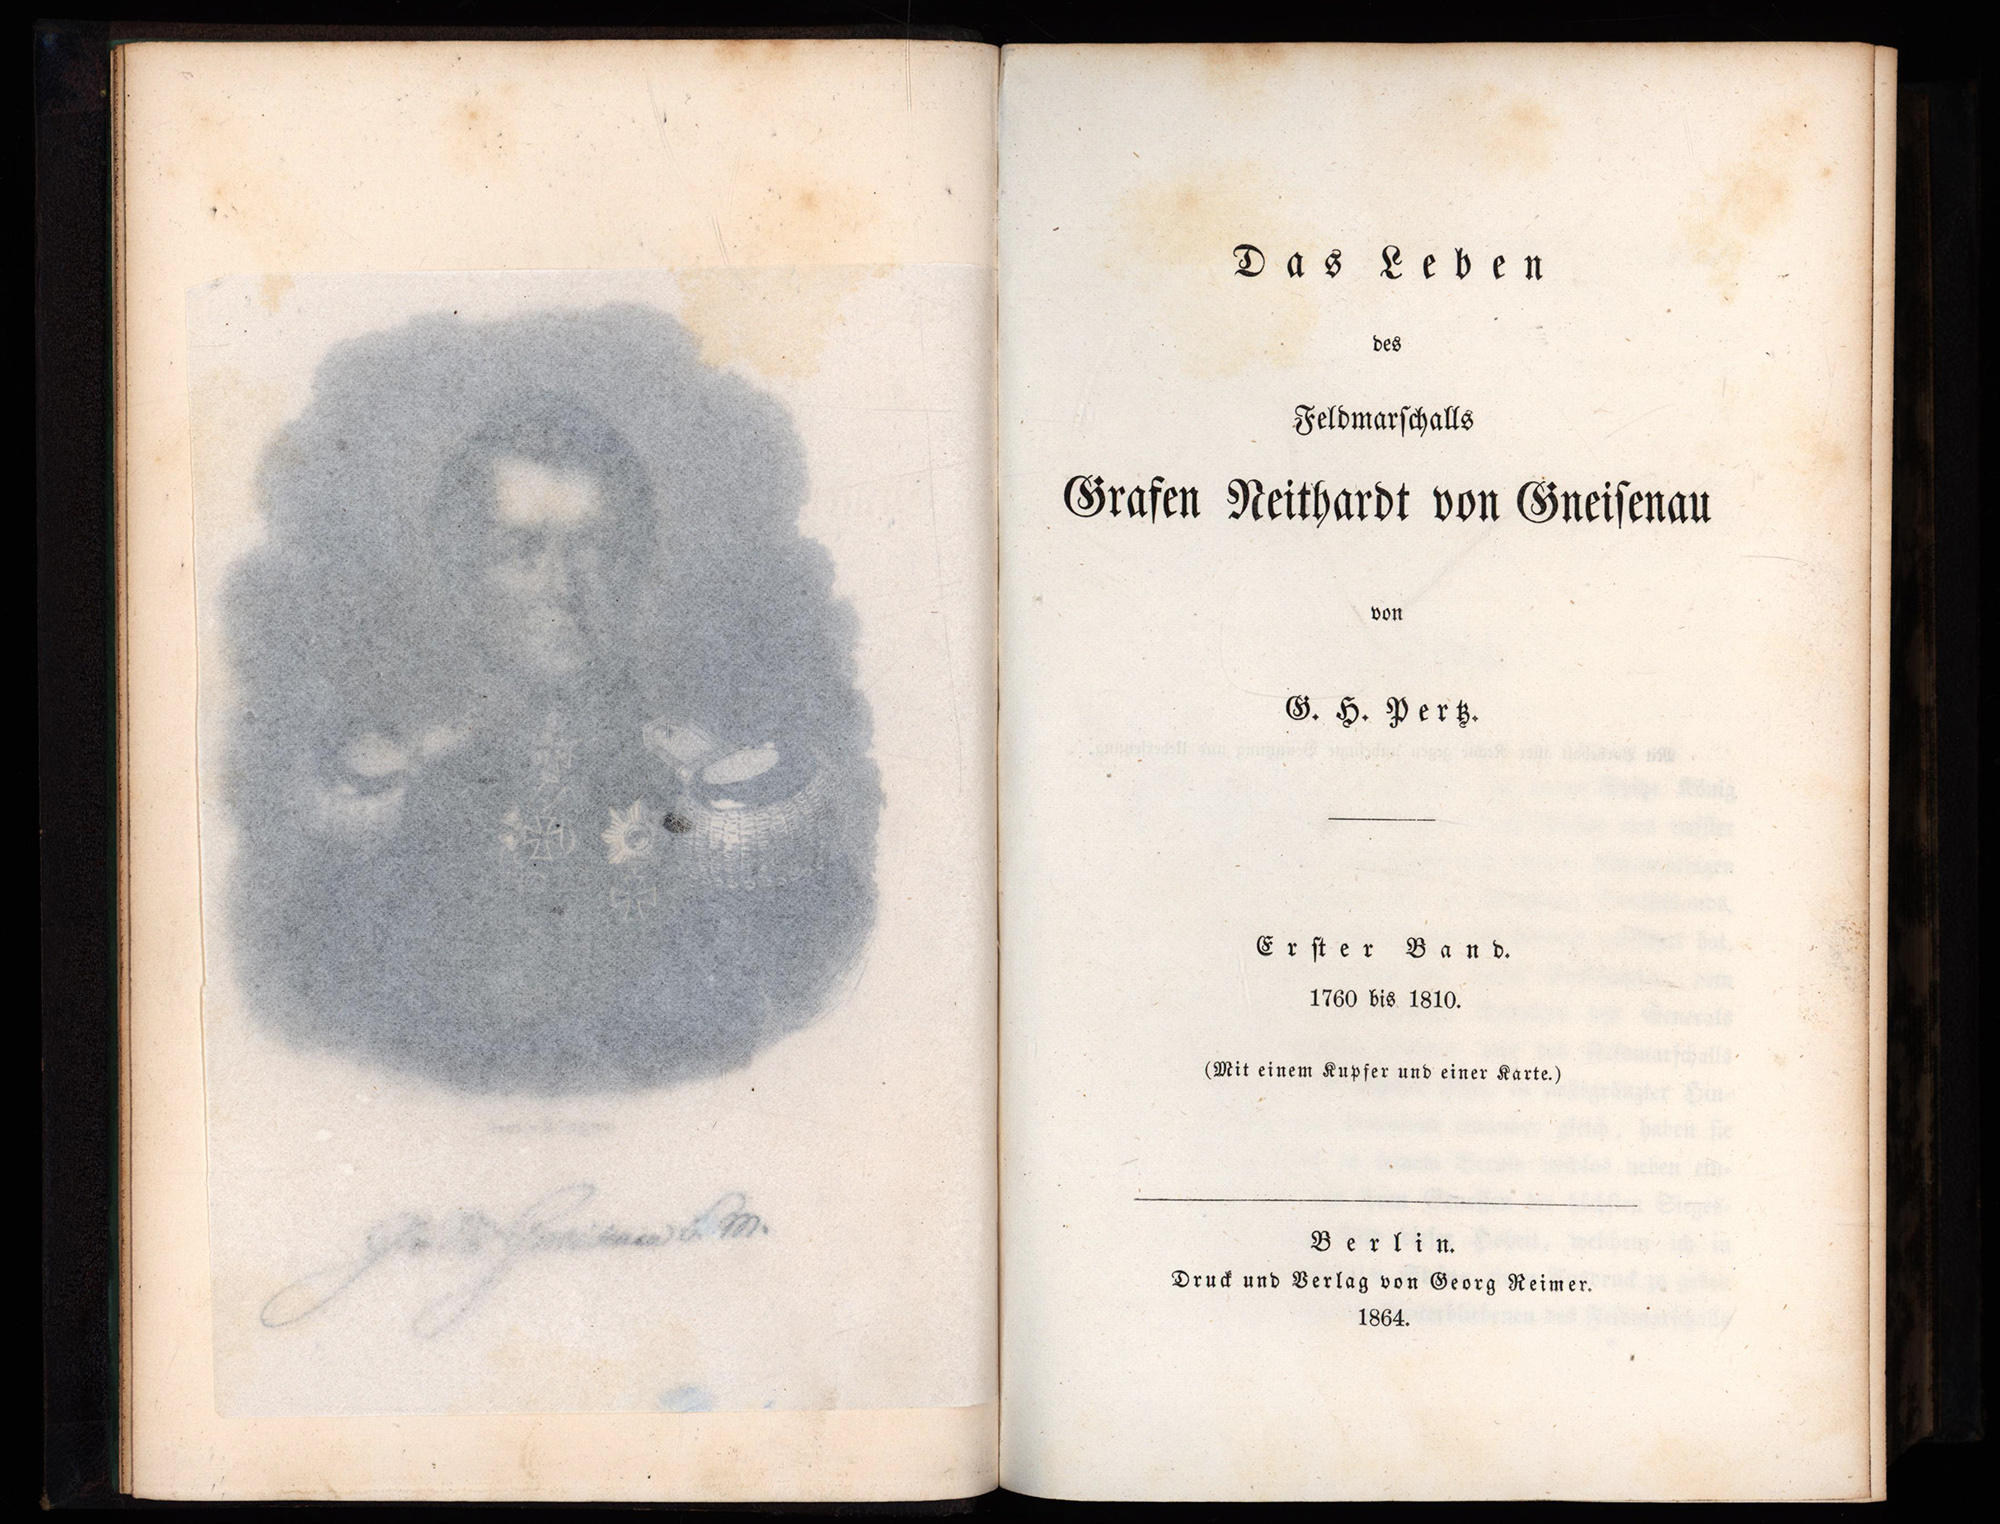 Das Leben
des
Feldmarſchalls
Grafen Neithardt von Gneiſenau
von
G. H. Pertz.
Erſter Band.
1760 bis 1810.
(Mit einem Kupfer und einer Karte.)
Berlin.
Druck und Verlag von Georg Reimer.
1864.